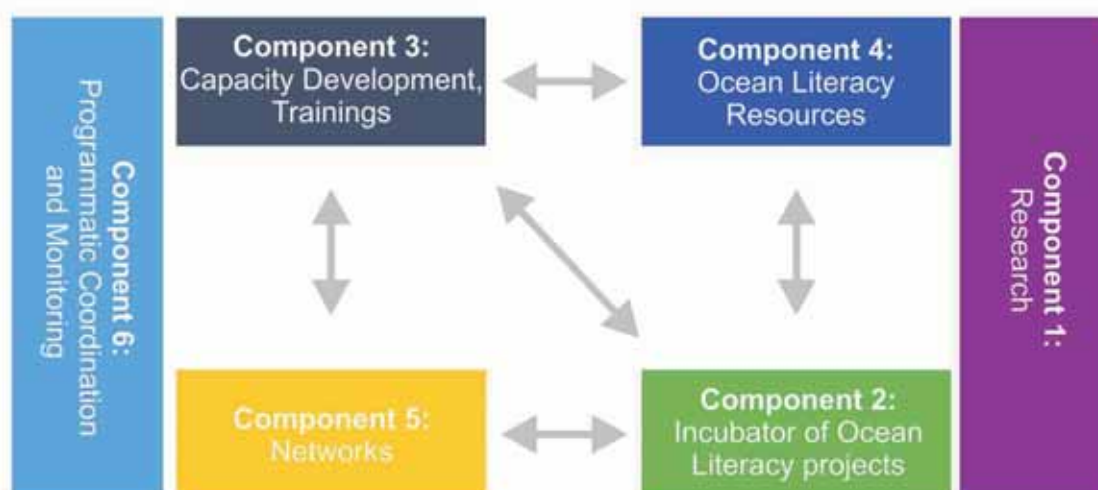 Component 6:
Programmatic Coordination
and Monitoring
Component 3:
Capacity Development,
Trainings
Component 4:
Ocean Literacy
Resources
Component 5:
Networks
Component 2:
Incubator of Ocean
Literacy projects
Component 1:
Research